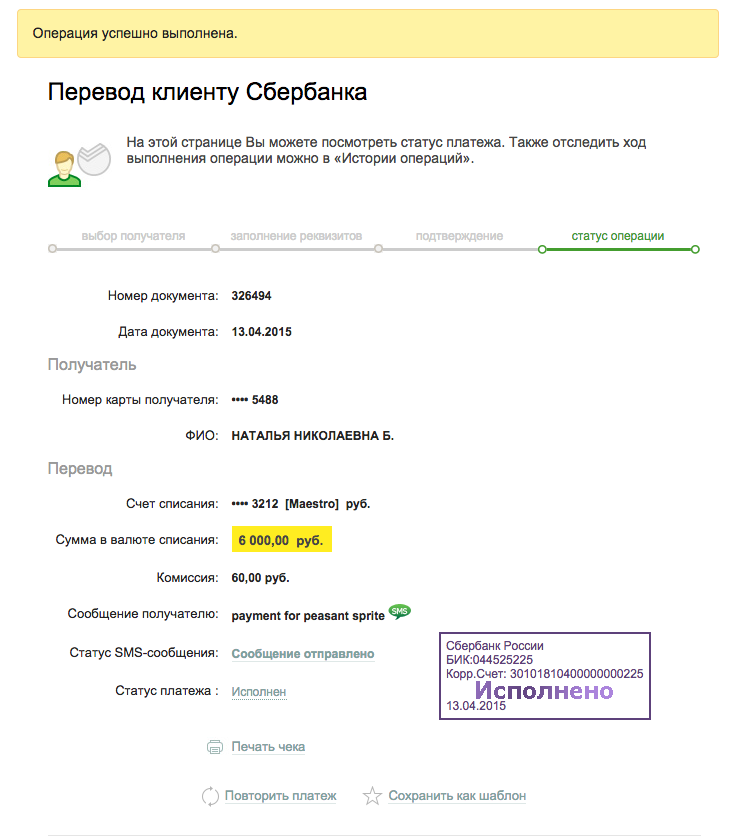 Операция успешно выполнена.
Перевод клиенту Сбербанка
На этой странице Вы можете посмотреть статус платежа. Также отследить ход
выполнения операции можно в «Истории операций».
выбор получателя заполнение реквизитов подтверждение статус операции
Номер документа: 326494
Дата документа: 13.04.2015
Получатель
Номер карты получателя: •••• 5488
ФИО: НАТАЛЬЯ НИКОЛАЕВНА Б.
Перевод
Счет списания: •••• 3212 [Maestro] руб.
Сумма в валюте списания: 6 000,00 руб.
Комиссия: 60,00 руб.
Сообщение получателю: payment for peasant sprite SMS
Статус SMS-сообщения: Сообщение отправлено
Статус платежа : Исполнен
Сбербанк России
БИК:044525225
Корр.Счет: 30101810400000000225
Исполнено
13.04.2015
Печать чека
Повторить платеж Сохранить как шаблон